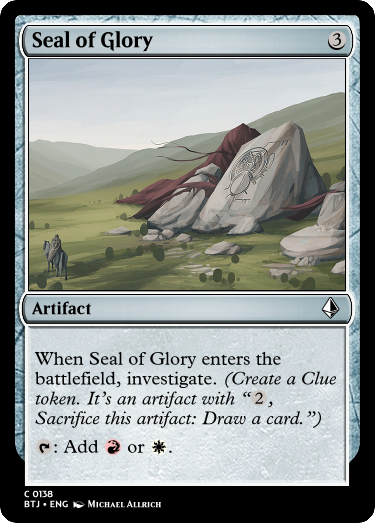 Seal of Glory 3
Artifact
When Seal of Glory enters the
battlefield, investigate. (Create a Clue
token. It's an artifact with “2,
Sacrifice this artifact: Draw a card.”)
: Add or .
C 0138
BTJ • ENG Michael Allrich